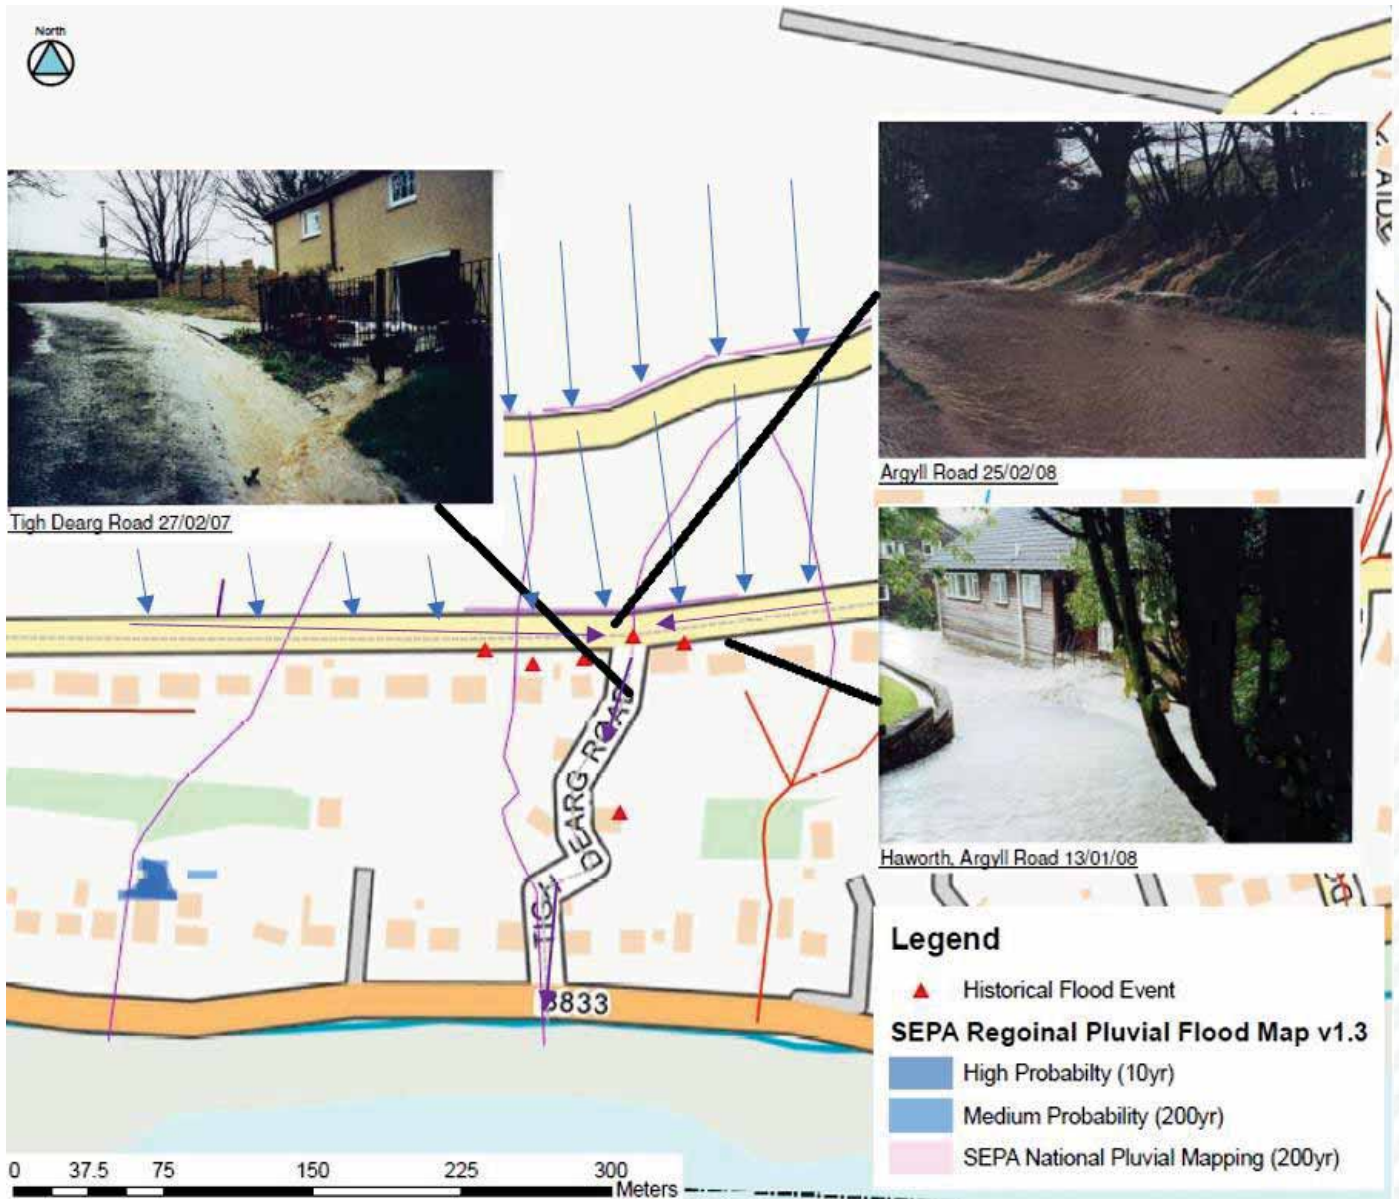 North
Tigh Dearg Road 27/02/07
Argyll Road 25/02/08
Haworth, Argyll Road 13/01/08
TIGH DEARG ROAD
3833
Legend
Historical Flood Event
SEPA Regoinal Pluvial Flood Map v1.3
High Probabilty (10yr)
Medium Probability (200yr)
SEPA National Pluvial Mapping (200yr)
0 37.5 75 150 225 300
Meters